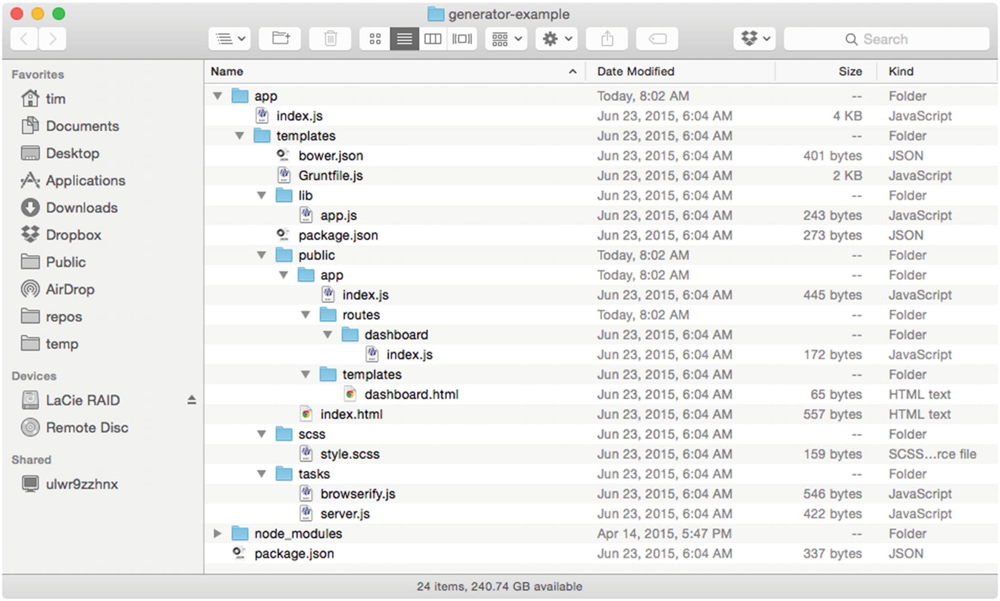 generator-example
Search
Favorites
tim
Documents
Desktop
Applications
Downloads
Dropbox
Public
AirDrop
repos
temp
Devices
LaCie RAID
Remote Disc
Shared
ulwr9zzhnx
Name Date Modified Size Kind
app Today, 8:02 AM -- Folder
index.js Jun 23, 2015, 6:04 AM 4 KB JavaScript
templates Jun 23, 2015, 6:04 AM -- Folder
bower.json Jun 23, 2015, 6:04 AM 401 bytes JSON
Gruntfile.js Jun 23, 2015, 6:04 AM 2 KB JavaScript
lib Jun 23, 2015, 6:04 AM -- Folder
app.js Jun 23, 2015, 6:04 AM 243 bytes JavaScript
package.json Jun 23, 2015, 6:04 AM 273 bytes JSON
public Today, 8:02 AM -- Folder
app Today, 8:02 AM -- Folder
index.js Jun 23, 2015, 6:04 AM 445 bytes JavaScript
routes Today, 8:02 AM -- Folder
dashboard Jun 23, 2015, 6:04 AM -- Folder
index.js Jun 23, 2015, 6:04 AM 172 bytes JavaScript
templates Jun 23, 2015, 6:04 AM -- Folder
dashboard.html Jun 23, 2015, 6:04 AM 65 bytes HTML text
index.html Jun 23, 2015, 6:04 AM 557 bytes HTML text
scss Jun 23, 2015, 6:04 AM -- Folder
style.scss Jun 23, 2015, 6:04 AM 159 bytes SCSS...rce file
tasks Jun 23, 2015, 6:04 AM -- Folder
browserify.js Jun 23, 2015, 6:04 AM 546 bytes JavaScript
server.js Jun 23, 2015, 6:04 AM 422 bytes JavaScript
node_modules Apr 14, 2015, 5:47 PM -- Folder
package.json Jun 23, 2015, 6:04 AM 337 bytes JSON
24 items, 240.74 GB available